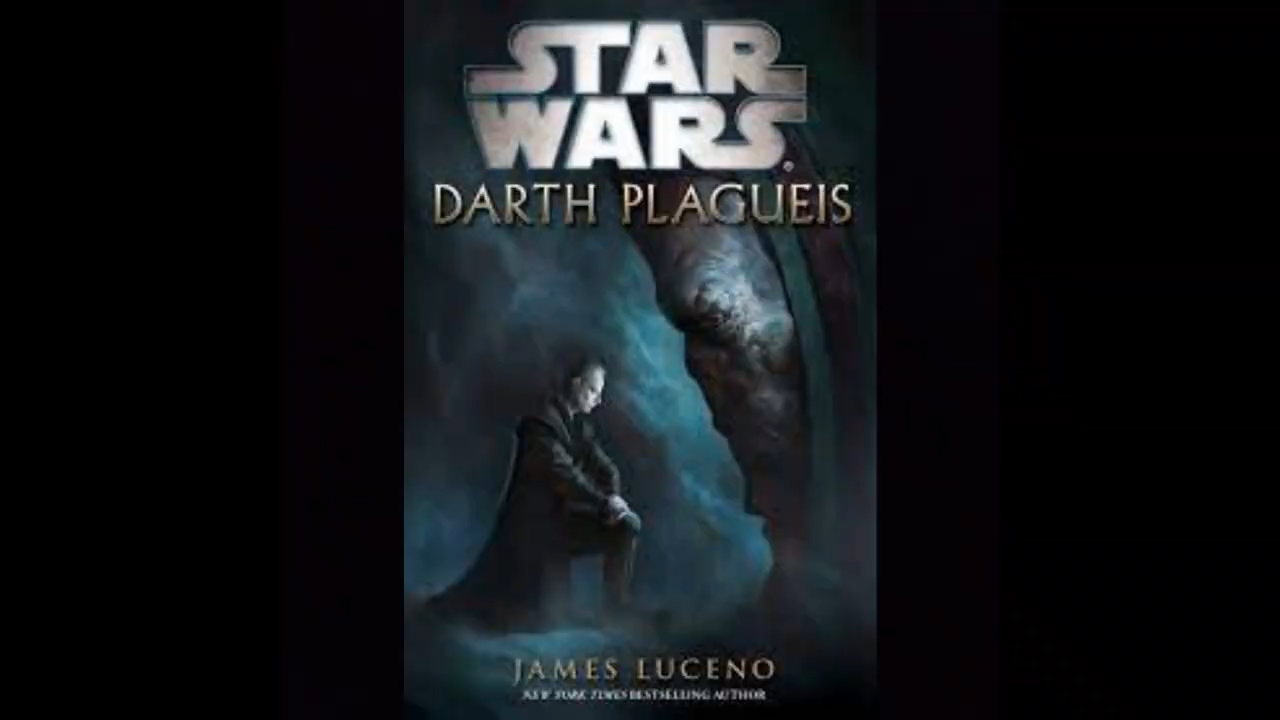 STAR
WARS
DARTH PLAGUEIS
JAMES LUCENO
NEW YORK TIMES BESTSELLING AUTHOR